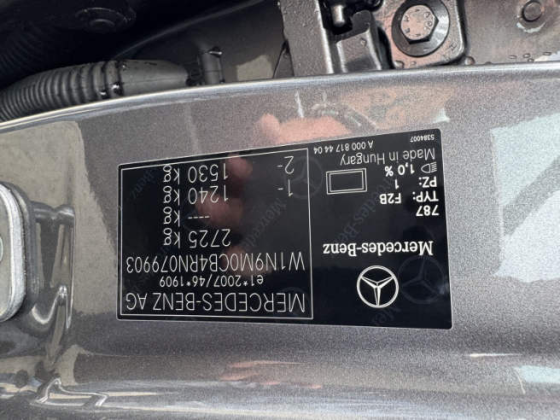 MERCEDES-BENZ AG
e1*2007/46*1909
W1N9M0CB4RN079903
2725 kg
---- kg
1- 1240 kg
2- 1530 kg
Mercedes-Benz
787
TYP: F2B
PZ: 1
1,0 %
Made in Hungary
A 000 817 44 04
5384007